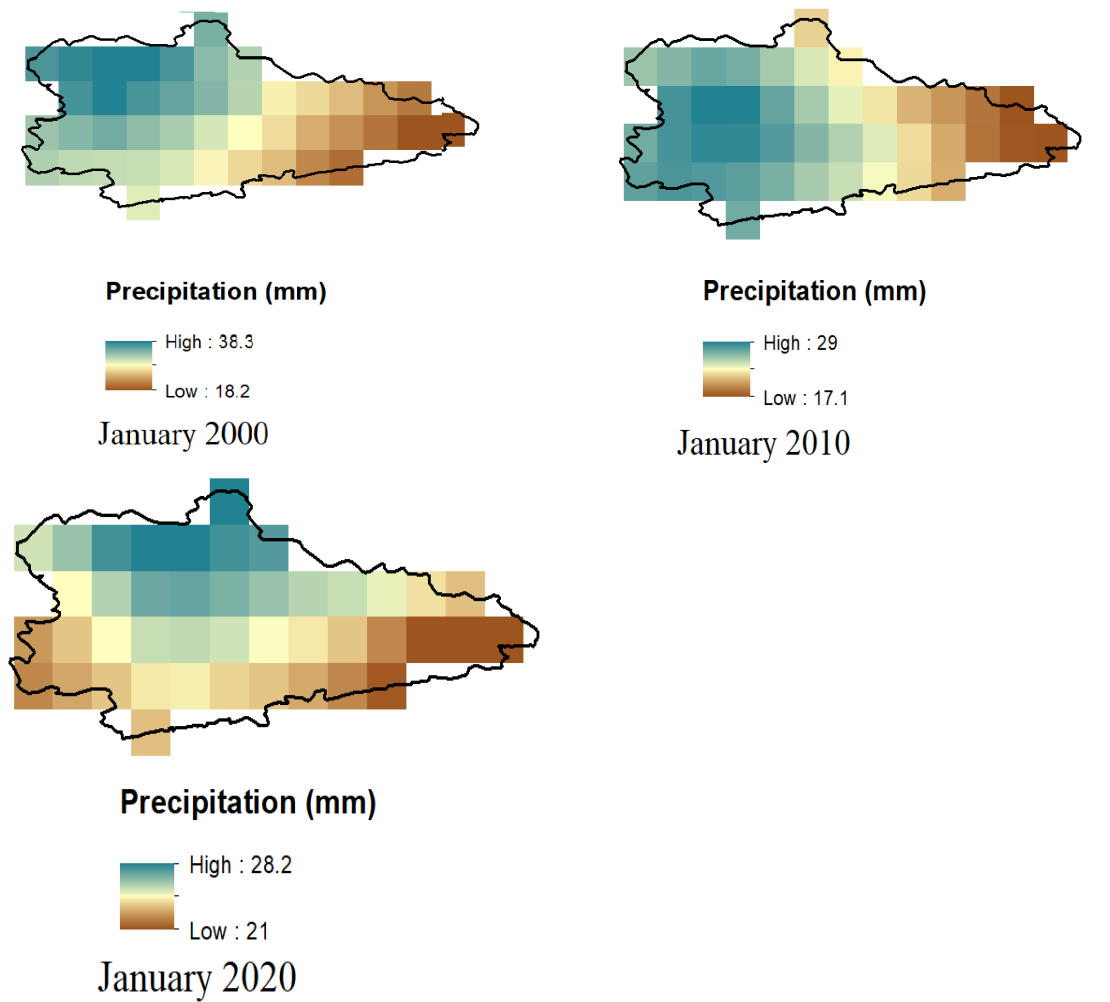 Precipitation (mm)
High : 38.3
Low : 18.2
January 2000
Precipitation (mm)
High : 29
Low : 17.1
January 2010
Precipitation (mm)
High : 28.2
Low : 21
January 2020